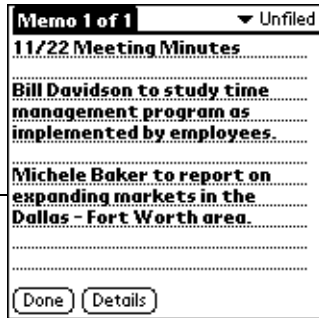 Memo 1 of 1 Unfiled
11/22 Meeting Minutes
Bill Davidson to study time
management program as
implemented by employees.
Michele Baker to report on
expanding markets in the
Dallas - Fort Worth area.
Done Details